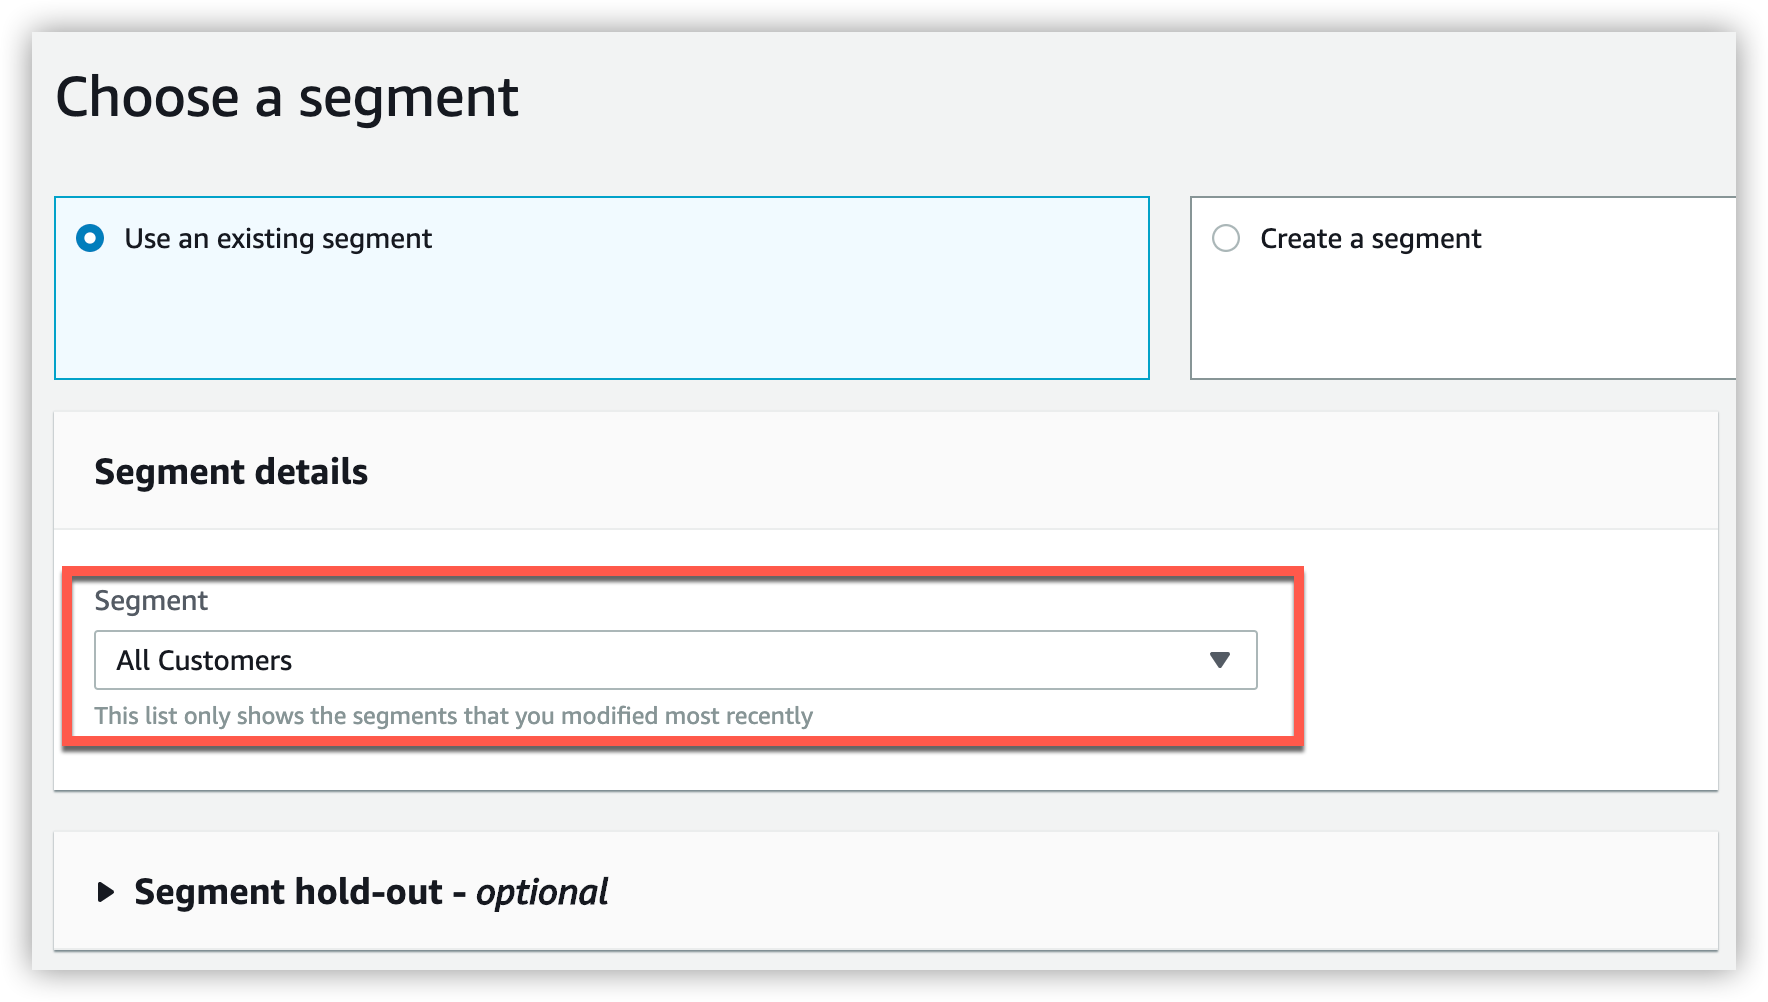 Choose a segment
Use an existing segment
Create a segment
Segment details
Segment
All Customers
This list only shows the segments that you modified most recently
Segment hold-out - optional